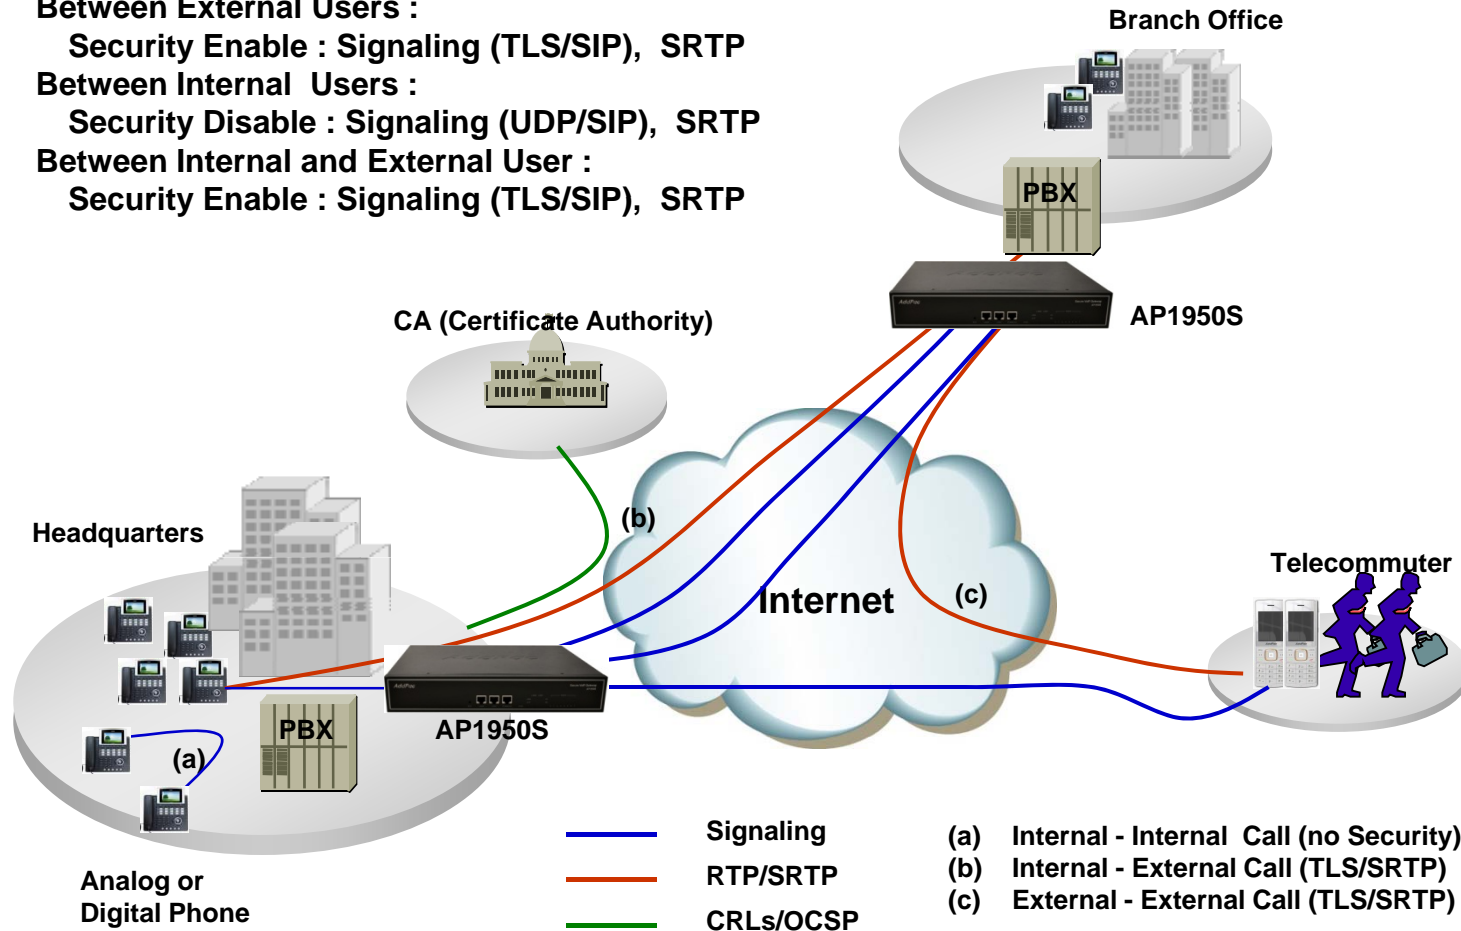 Between External Users :
Security Enable : Signaling (TLS/SIP), SRTP
Between Internal Users :
Security Disable : Signaling (UDP/SIP), SRTP
Between Internal and External User :
Security Enable : Signaling (TLS/SIP), SRTP
Branch Office
PBX
AP1950S
CA (Certificate Authority)
Headquarters
(b)
Internet
(c)
Telecommuter
PBX
AP1950S
(a)
Analog or
Digital Phone
Signaling
RTP/SRTP
CRLs/OCSP
(a) Internal - Internal Call (no Security)
(b) Internal - External Call (TLS/SRTP)
(c) External - External Call (TLS/SRTP)